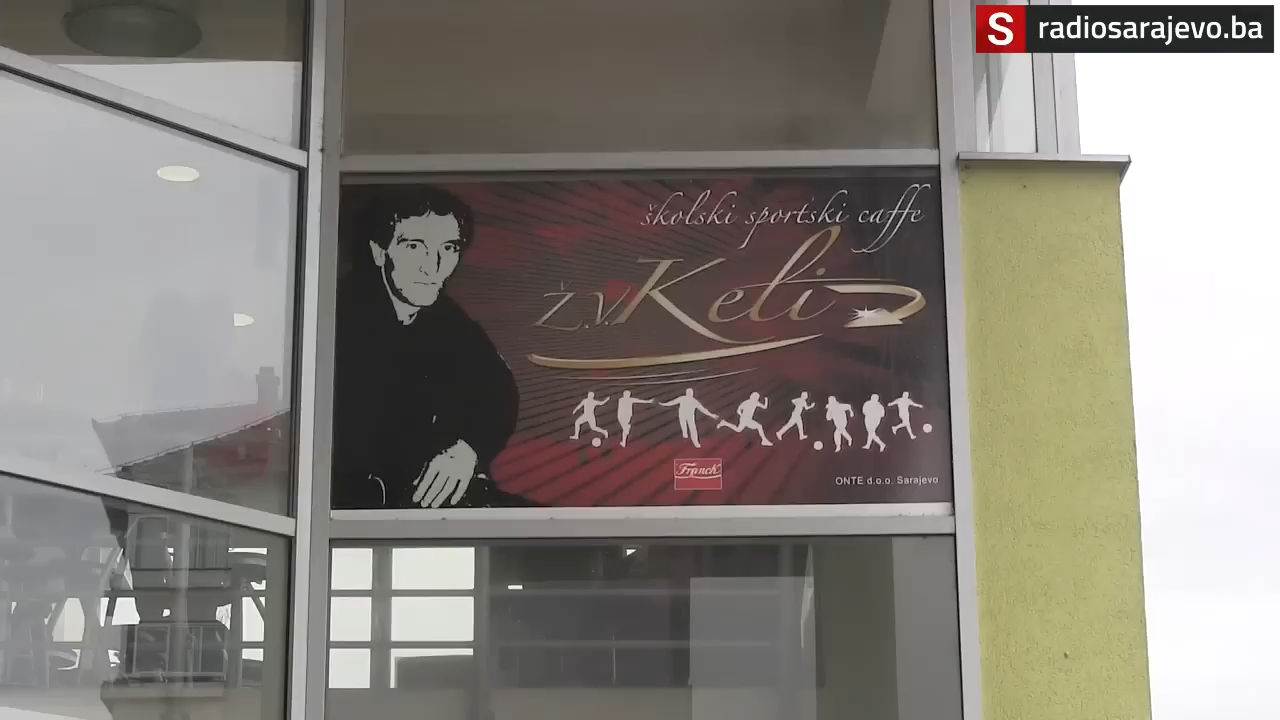 S radiosarajevo.ba
školski sportski caffe
Ž.V. Keli
Franck
ONTE d.o.o. Sarajevo